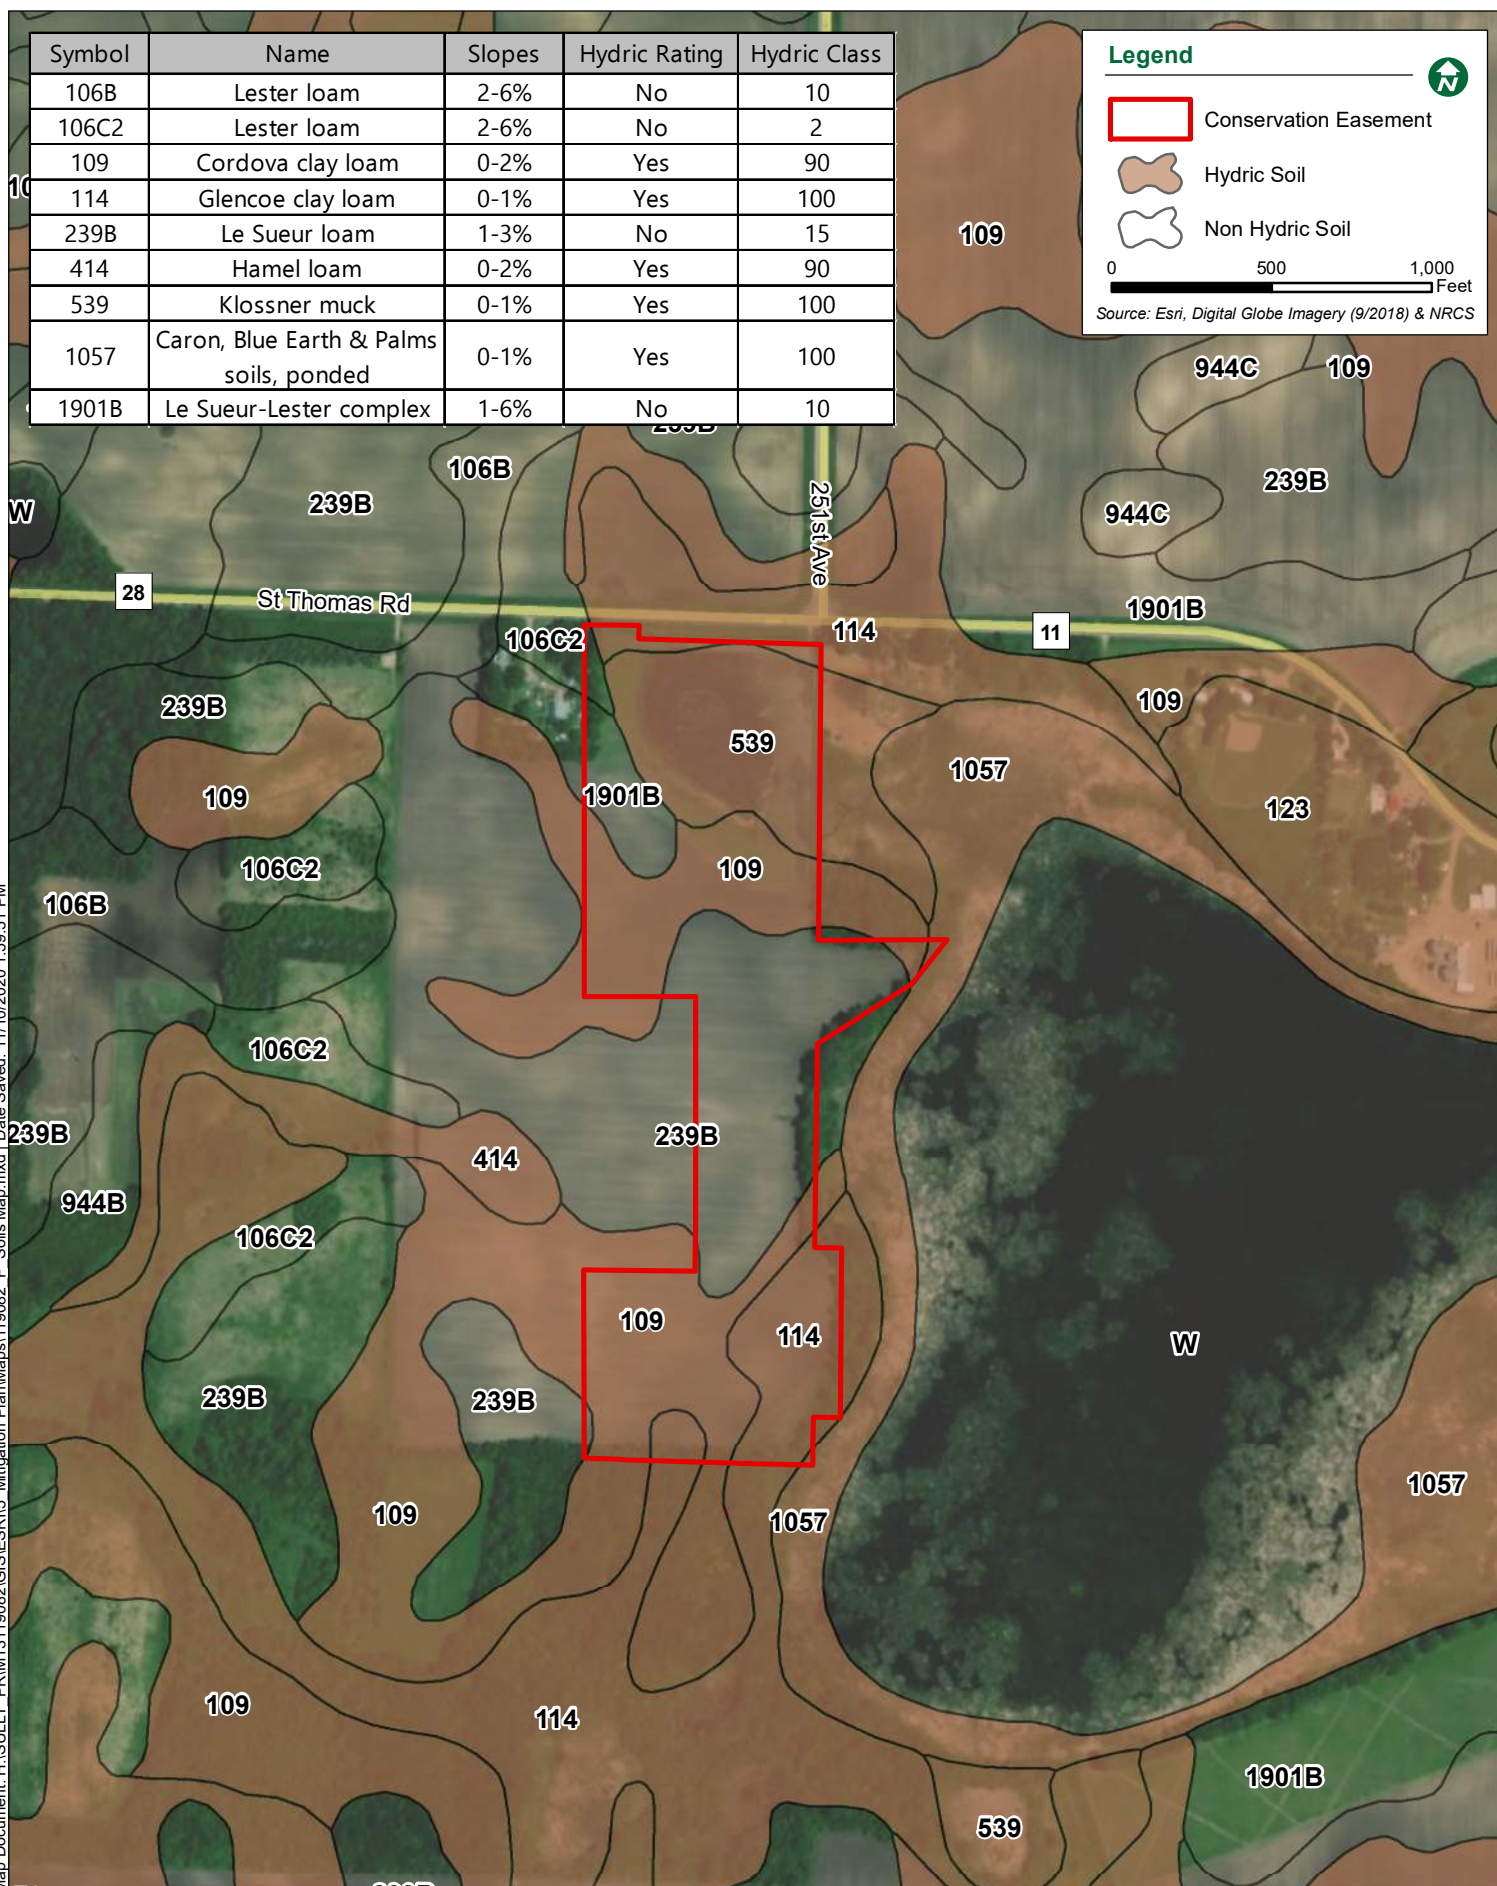 Symbol Name Slopes Hydric Rating Hydric Class
106B Lester loam 2-6% No 10
106C2 Lester loam 2-6% No 2
109 Cordova clay loam 0-2% Yes 90
114 Glencoe clay loam 0-1% Yes 100
239B Le Sueur loam 1-3% No 15
414 Hamel loam 0-2% Yes 90
539 Klossner muck 0-1% Yes 100
1057 Caron, Blue Earth & Palms soils, ponded 0-1% Yes 100
1901B Le Sueur-Lester complex 1-6% No 10
Legend
N
Conservation Easement
Hydric Soil
Non Hydric Soil
0 500 1,000
Feet
Source: Esri, Digital Globe Imagery (9/2018) & NRCS
109
944C
109
239B
106B
239B
W
239B
944C
251st Ave
28
St Thomas Rd
1901B
11
114
106C2
109
239B
539
1057
109
1901B
123
106C2
109
106B
106C2
239B
239B
414
944B
106C2
109
114
W
239B
239B
1057
109
1057
109
114
1901B
539